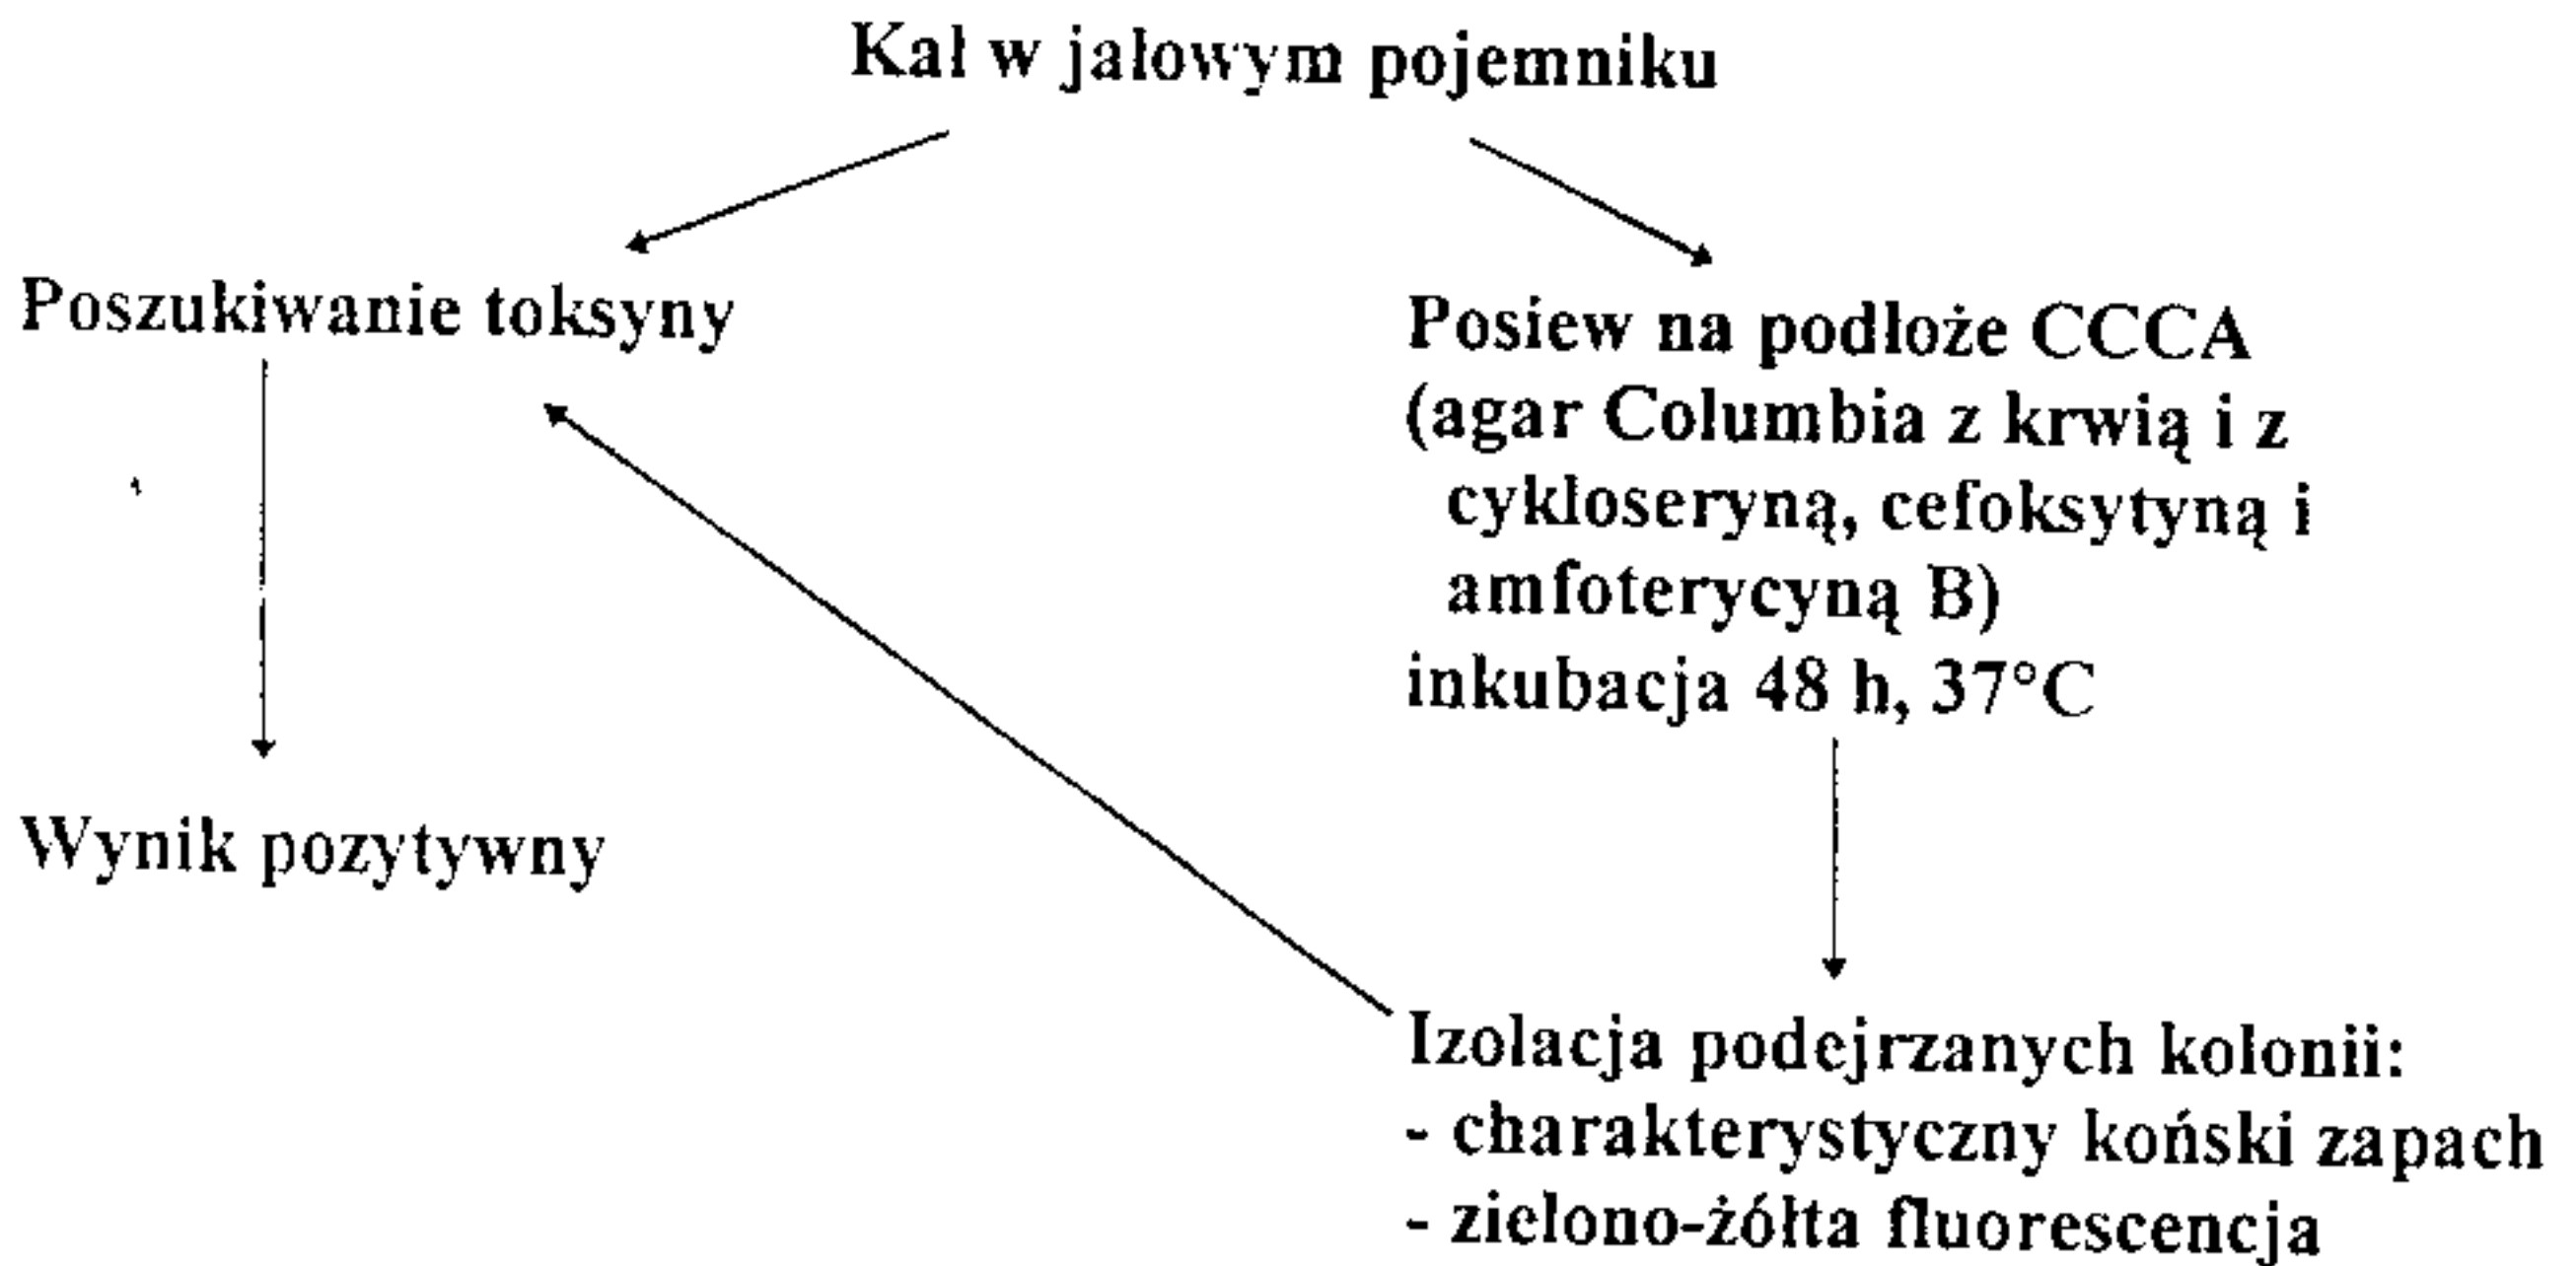 Kał w jałowym pojemniku
Poszukiwanie toksyny
Wynik pozytywny
Posiew na podłoże CCCA
(agar Columbia z krwią i z
cykloseryną, cefoksytyną i
amfoterycyną B)
inkubacja 48 h, 37°C
Izolacja podejrzanych kolonii:
- charakterystyczny koński zapach
- zielono-żółta fluorescencja